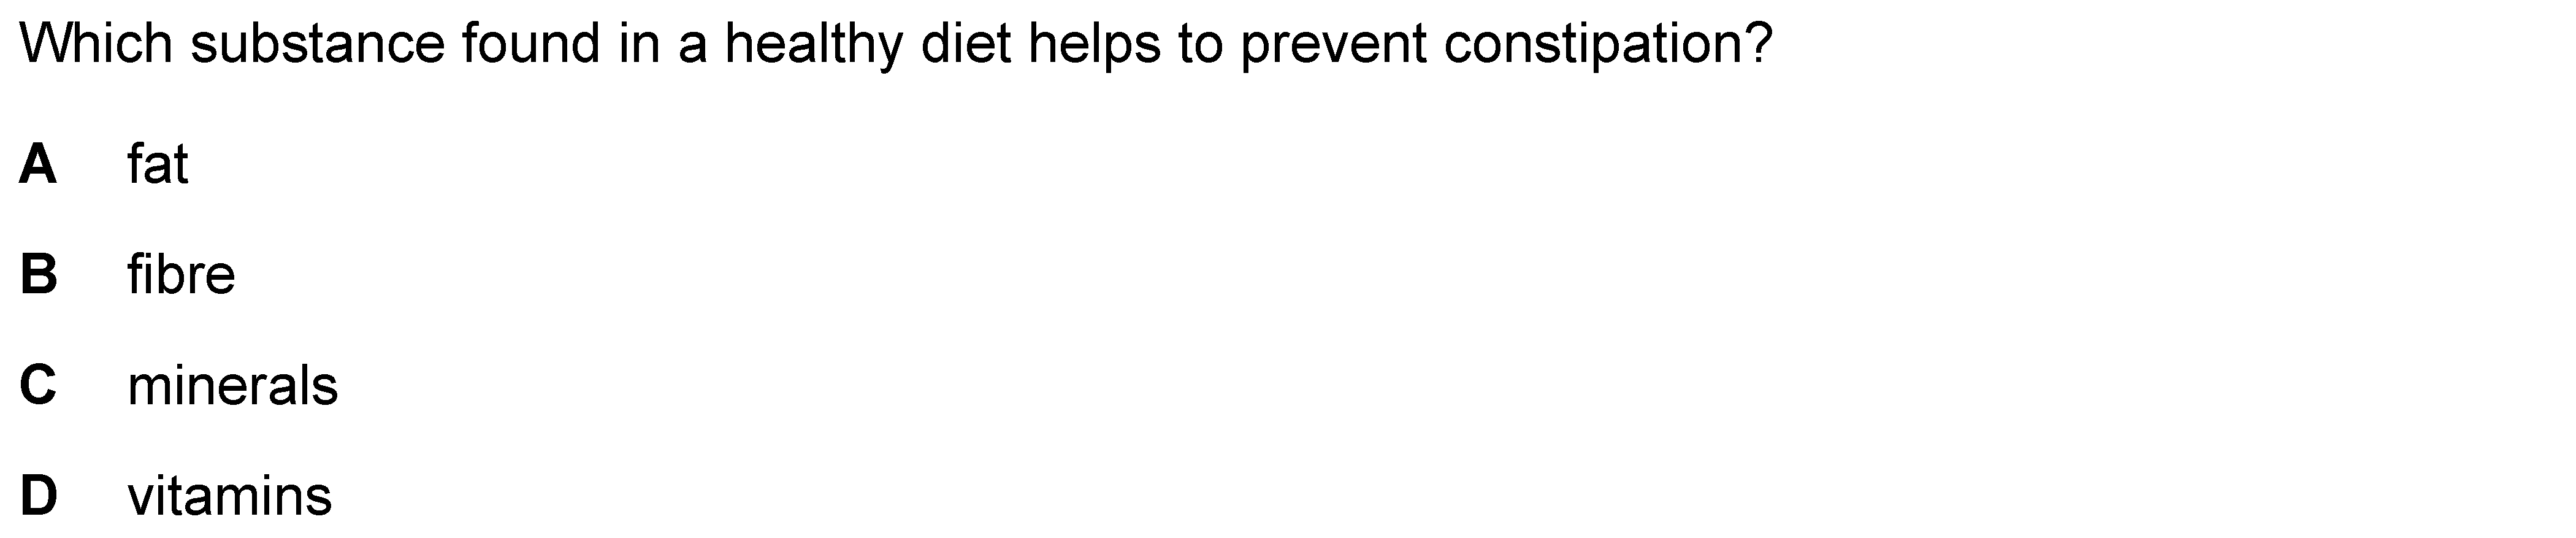 Which substance found in a healthy diet helps to prevent constipation?
A fat
B fibre
C minerals
D vitamins